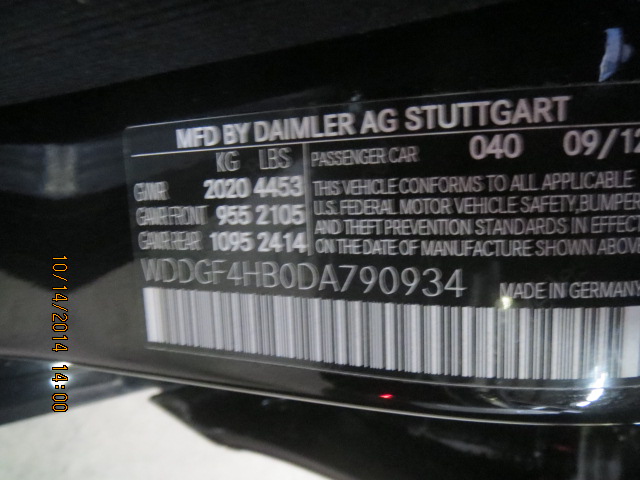 MFD BY DAIMLER AG STUTTGART
KG LBS PASSENGER CAR 040 09/12
GVWR 2020 4453
GAWR FRONT 955 2105
GAWR REAR 1095 2414
THIS VEHICLE CONFORMS TO ALL APPLICABLE
U.S. FEDERAL MOTOR VEHICLE SAFETY, BUMPER
AND THEFT PREVENTION STANDARDS IN EFFECT
ON THE DATE OF MANUFACTURE SHOWN ABOVE
WDDGF4HB0DA790934 MADE IN GERMANY
10/14/2014 14:00